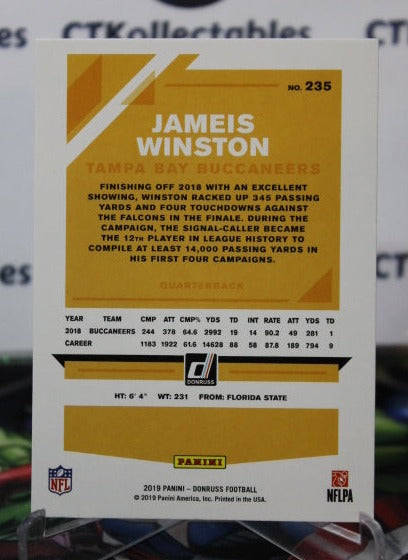 CTKollectables
CTKollectables
NO. 235
JAMEIS
WINSTON
TAMPA BAY BUCCANEERS
FINISHING OFF 2018 WITH AN EXCELLENT
SHOWING, WINSTON RACKED UP 345 PASSING
YARDS AND FOUR TOUCHDOWNS AGAINST
THE FALCONS IN THE FINALE. DURING THE
CAMPAIGN, THE SIGNAL-CALLER BECAME
THE 12TH PLAYER IN LEAGUE HISTORY TO
COMPILE AT LEAST 14,000 PASSING YARDS IN
HIS FIRST FOUR CAMPAIGNS.
QUARTERBACK
YEAR TEAM CMP ATT CMP% YDS TD INT RATE ATT YDS TD
2018 BUCCANEERS 244 378 64.6 2992 19 14 90.2 49 281 1
CAREER 1183 1922 61.6 14628 88 58 87.8 189 794 9
DONRUSS
HT: 6' 4" WT: 231 FROM: FLORIDA STATE
PANINI
NFL
NFLPA
2019 PANINI – DONRUSS FOOTBALL
© 2019 Panini America, Inc. Printed in the USA.